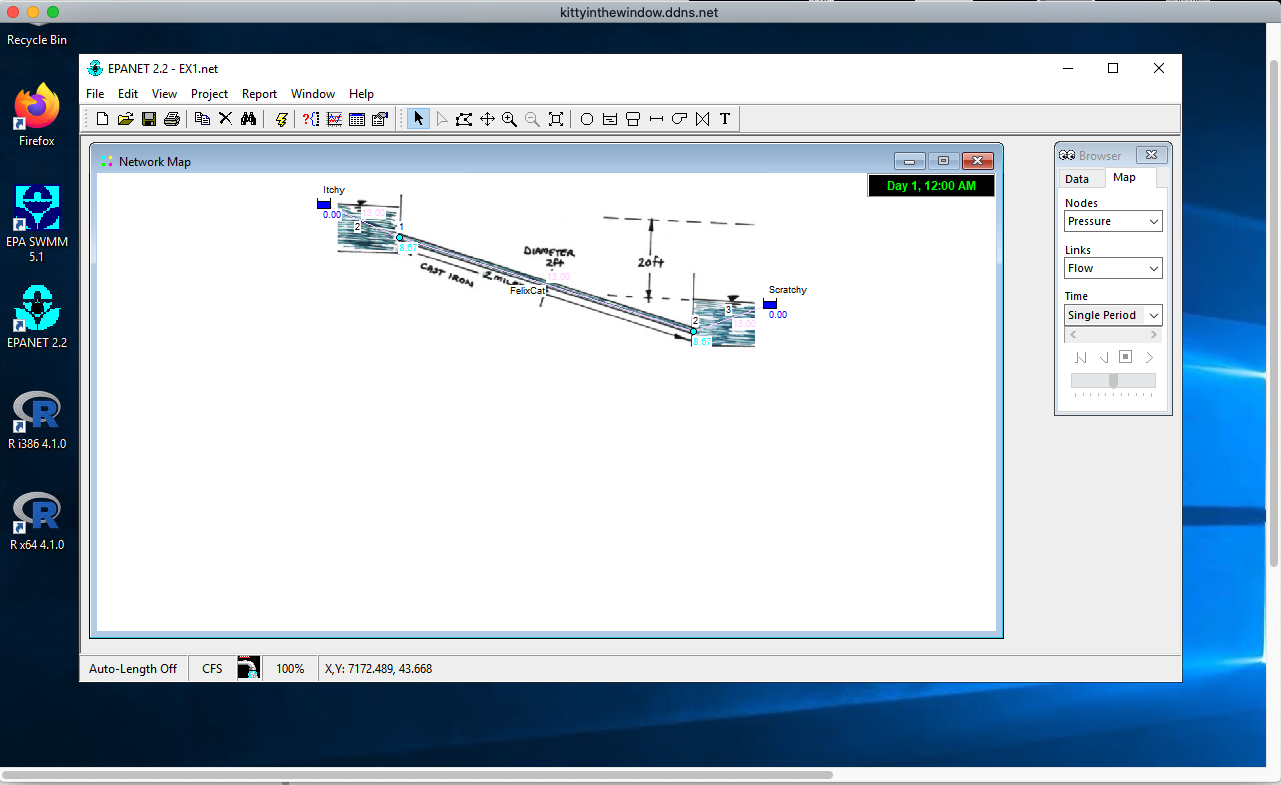 kittyinthewindow.ddns.net
Recycle Bin
Firefox
EPA SWMM
5.1
EPANET 2.2
R i386 4.1.0
R x64 4.1.0
EPANET 2.2 - EX1.net
File Edit View Project Report Window Help
T
Network Map
Day 1, 12:00 AM
Itchy
0.00
13.00
2
1
8.67
CAST IRON
DIAMETER
2ft
13.00
FelixCat
20ft
Scratchy
0.00
3
13.00
2
8.67
Browser
Data Map
Nodes
Pressure
Links
Flow
Time
Single Period
Auto-Length Off CFS 100% X,Y: 7172.489, 43.668